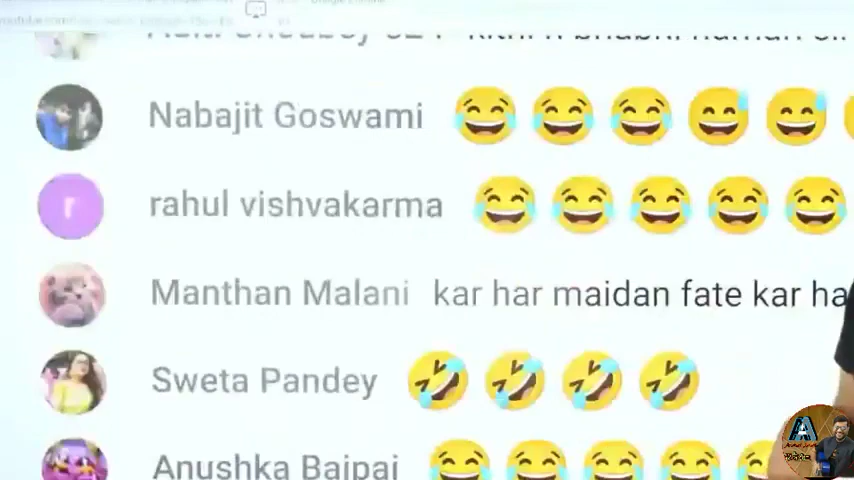 Nabajit Goswami 😂😂😂😅😅
rahul vishvakarma 😂😂😂😂😂
Manthan Malani kar har maidan fate kar ha
Sweta Pandey 🤣🤣🤣🤣
Anushka Bajpai 😂😂😂😂😂